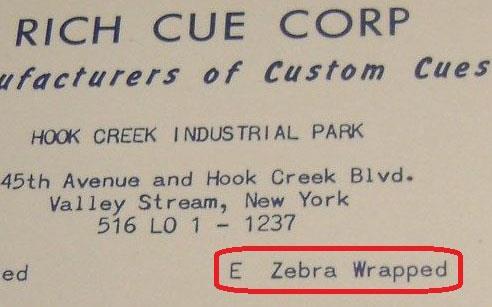 RICH CUE CORP
ufacturers of Custom Cues
HOOK CREEK INDUSTRIAL PARK
45th Avenue and Hook Creek Blvd.
Valley Stream, New York
516 LO 1 - 1237
ed E Zebra Wrapped